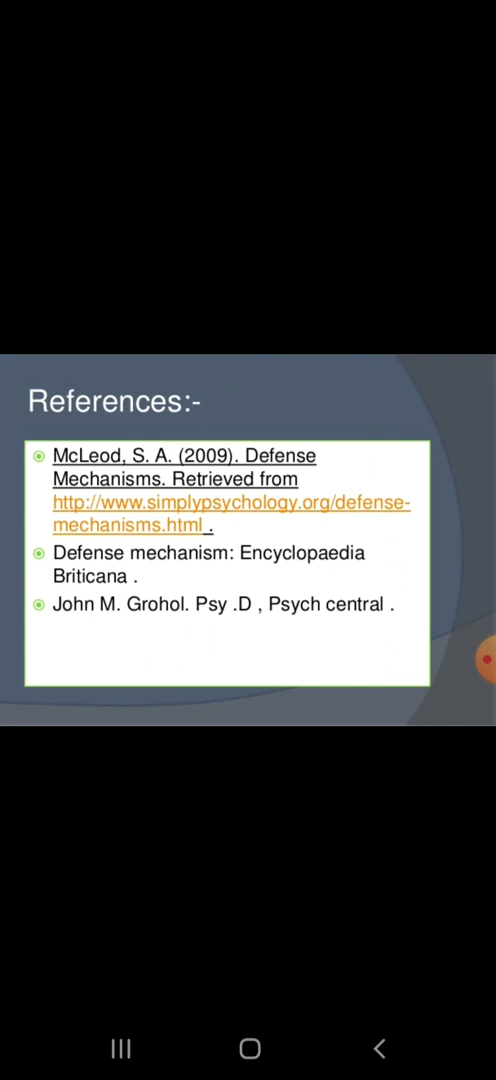 References:-
McLeod, S. A. (2009). Defense
Mechanisms. Retrieved from
http://www.simplypsychology.org/defense-
mechanisms.html .
Defense mechanism: Encyclopaedia
Briticana .
John M. Grohol. Psy .D , Psych central .